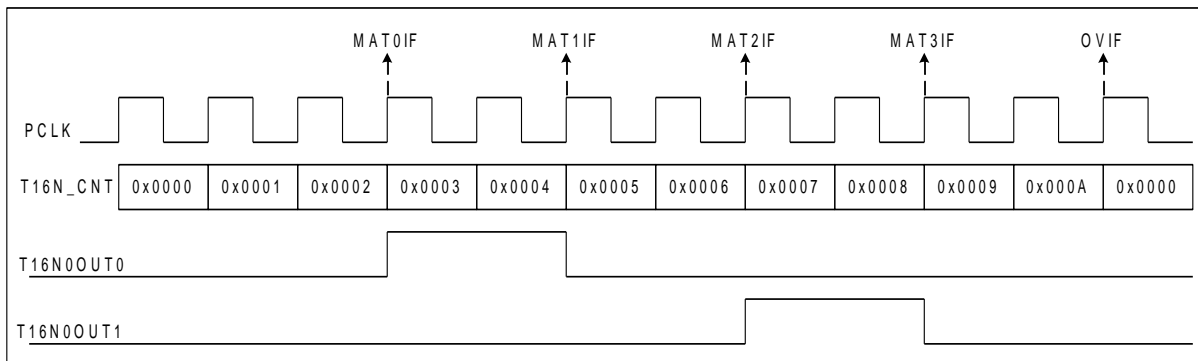 MAT0IF MAT1IF MAT2IF MAT3IF OVIF
PCLK
T16N_CNT 0x0000 0x0001 0x0002 0x0003 0x0004 0x0005 0x0006 0x0007 0x0008 0x0009 0x000A 0x0000
T16N0OUT0
T16N0OUT1